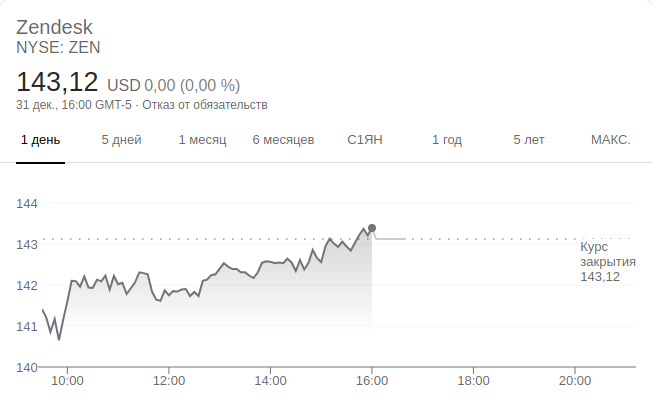 Zendesk
NYSE: ZEN
143,12 USD 0,00 (0,00 %)
31 дек., 16:00 GMT-5 · Отказ от обязательств
1 день 5 дней 1 месяц 6 месяцев С1ЯН 1 год 5 лет МАКС.
144
143
142
141
140
Курс
закрытия
143,12
10:00 12:00 14:00 16:00 18:00 20:00